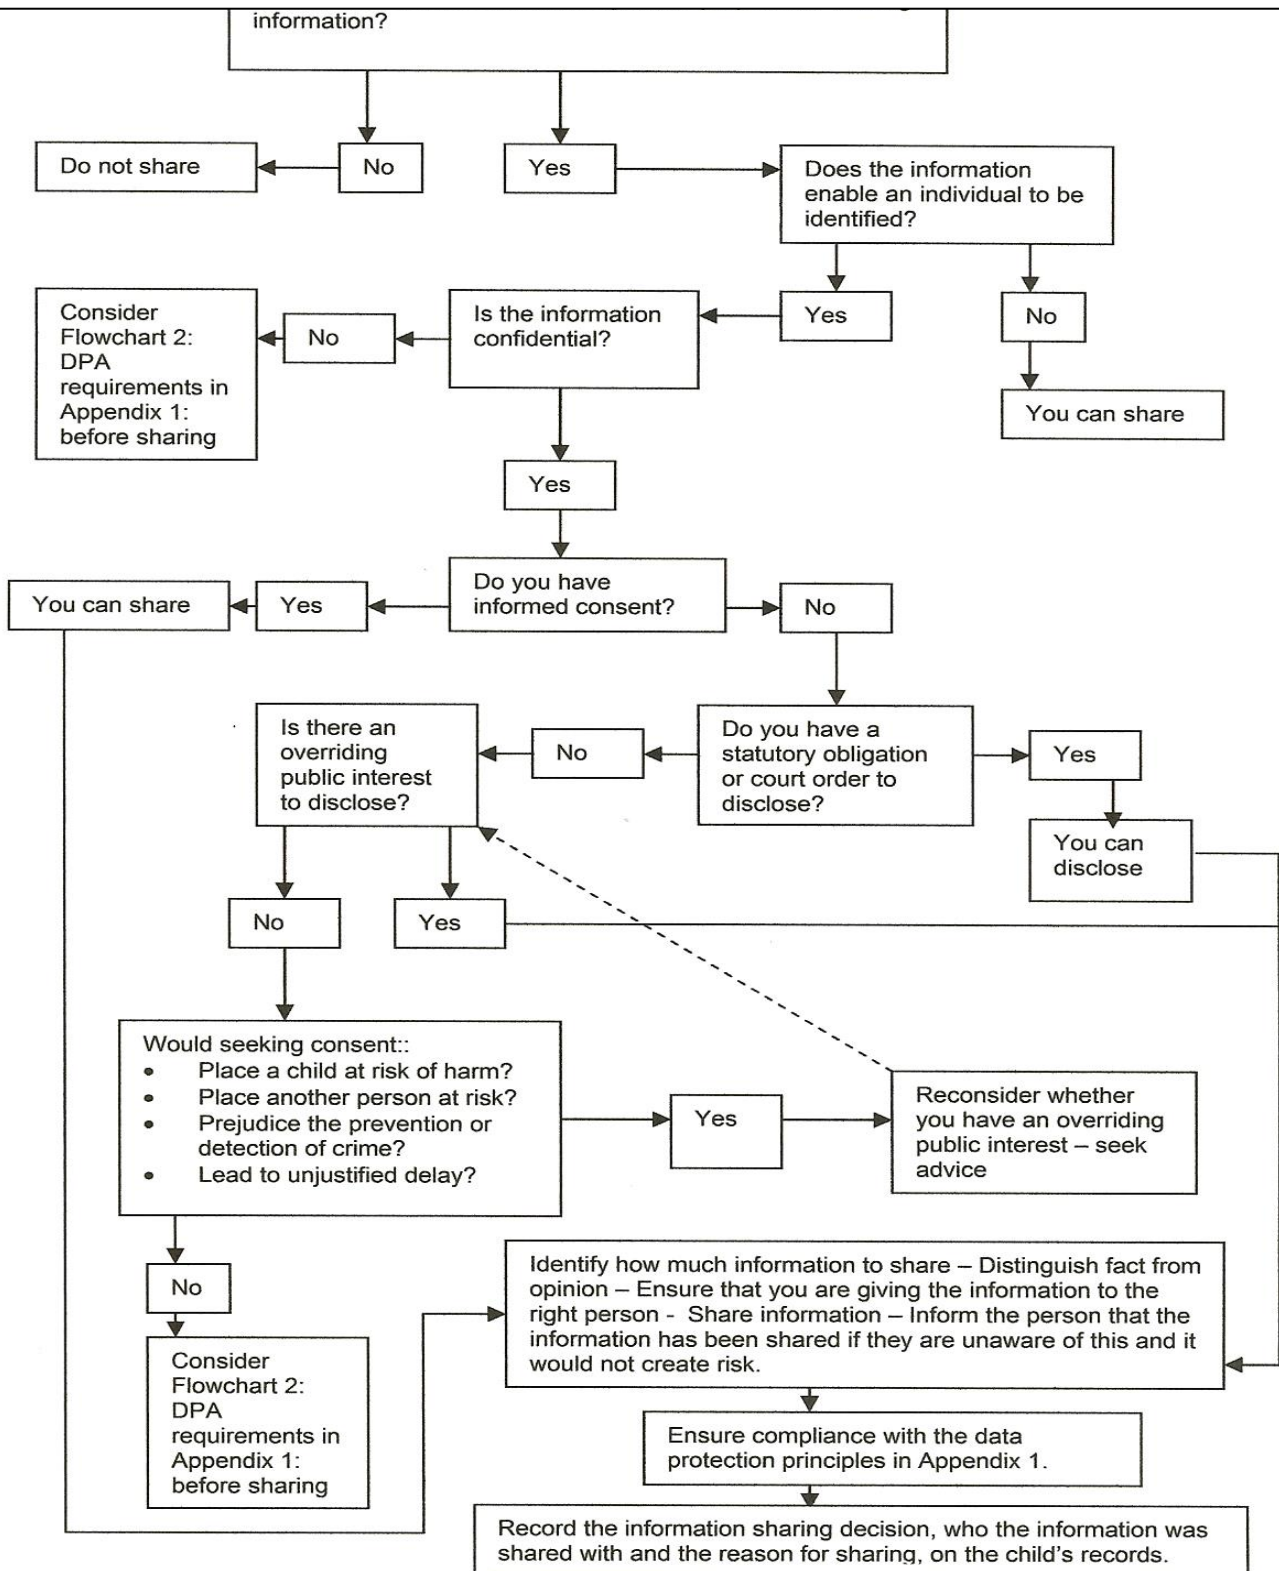 information?
Do not share
No
Yes
Does the information
enable an individual to be
identified?
Consider
Flowchart 2:
DPA
requirements in
Appendix 1:
before sharing
No
Is the information
confidential?
Yes
No
You can share
Yes
You can share
Yes
Do you have
informed consent?
No
Is there an
overriding
public interest
to disclose?
No
Do you have a
statutory obligation
or court order to
disclose?
Yes
You can
disclose
No
Yes
Would seeking consent::
• Place a child at risk of harm?
• Place another person at risk?
• Prejudice the prevention or
detection of crime?
• Lead to unjustified delay?
Yes
Reconsider whether
you have an overriding
public interest – seek
advice
No
Consider
Flowchart 2:
DPA
requirements in
Appendix 1:
before sharing
Identify how much information to share – Distinguish fact from
opinion – Ensure that you are giving the information to the
right person - Share information – Inform the person that the
information has been shared if they are unaware of this and it
would not create risk.
Ensure compliance with the data
protection principles in Appendix 1.
Record the information sharing decision, who the information was
shared with and the reason for sharing, on the child's records.